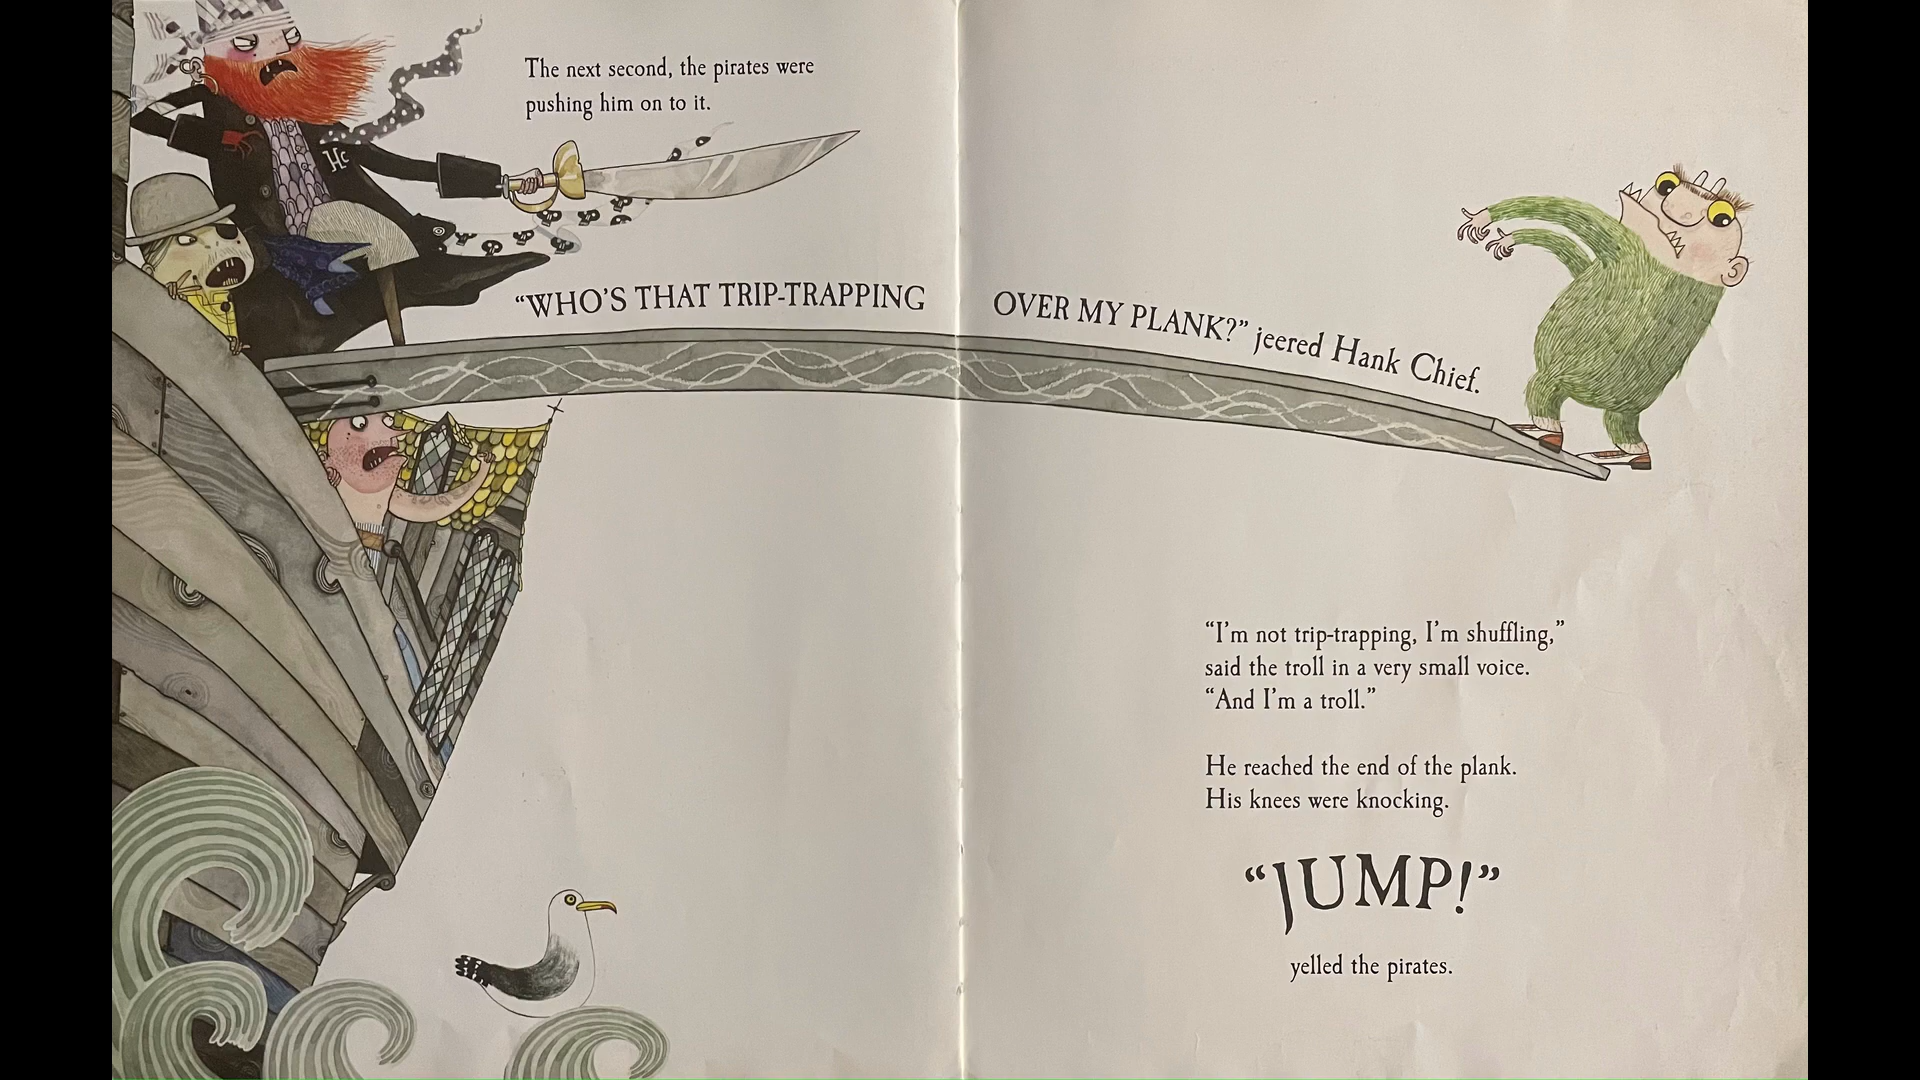 The next second, the pirates were
pushing him on to it.
Hc
“WHO’S THAT TRIP-TRAPPING OVER MY PLANK?” jeered Hank Chief.
“I’m not trip-trapping, I’m shuffling,”
said the troll in a very small voice.
“And I’m a troll.”
He reached the end of the plank.
His knees were knocking.
“JUMP!”
yelled the pirates.